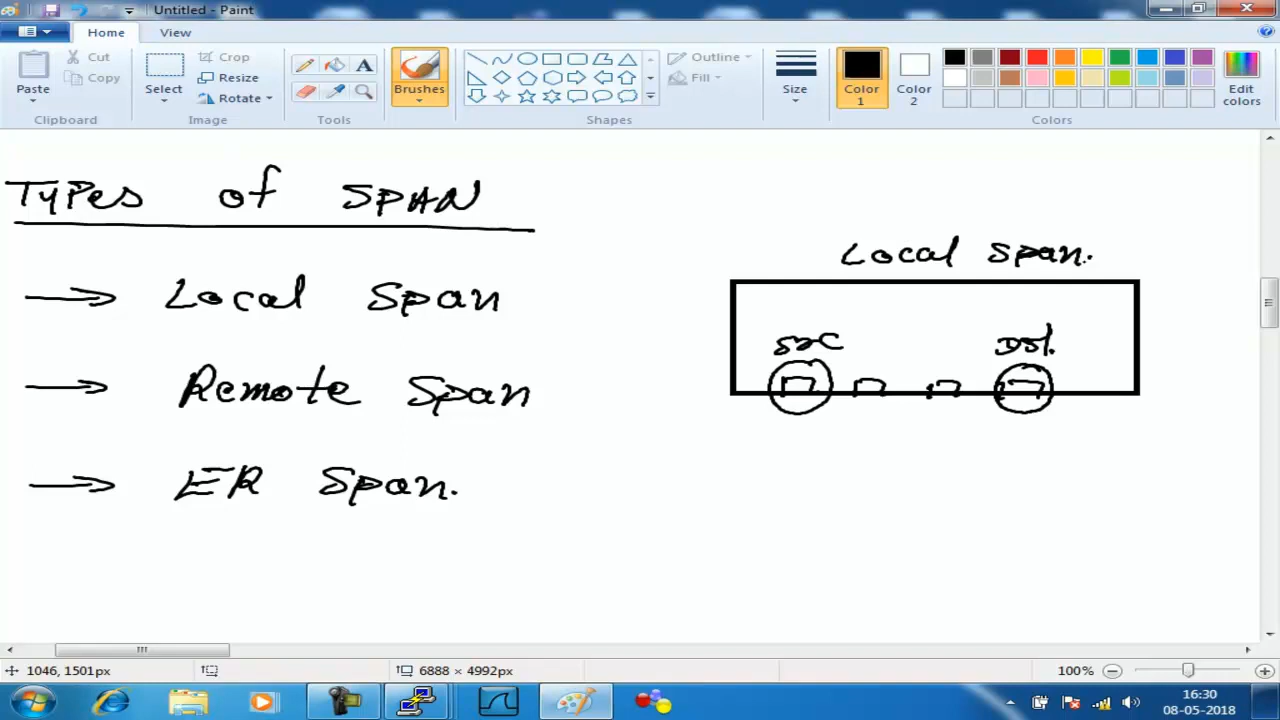 Untitled - Paint
Home View
Cut
Copy
Paste
Clipboard
Select
Crop
Resize
Rotate
Image
Tools
Brushes
Shapes
Outline
Fill
Size
Color 1
Color 2
Edit colors
Colors
Types of SPAN
Local Span
Remote Span
ER Span.
Local Span.
SRC Dst.
1046, 1501px
6888 × 4992px
100%
16:30
08-05-2018